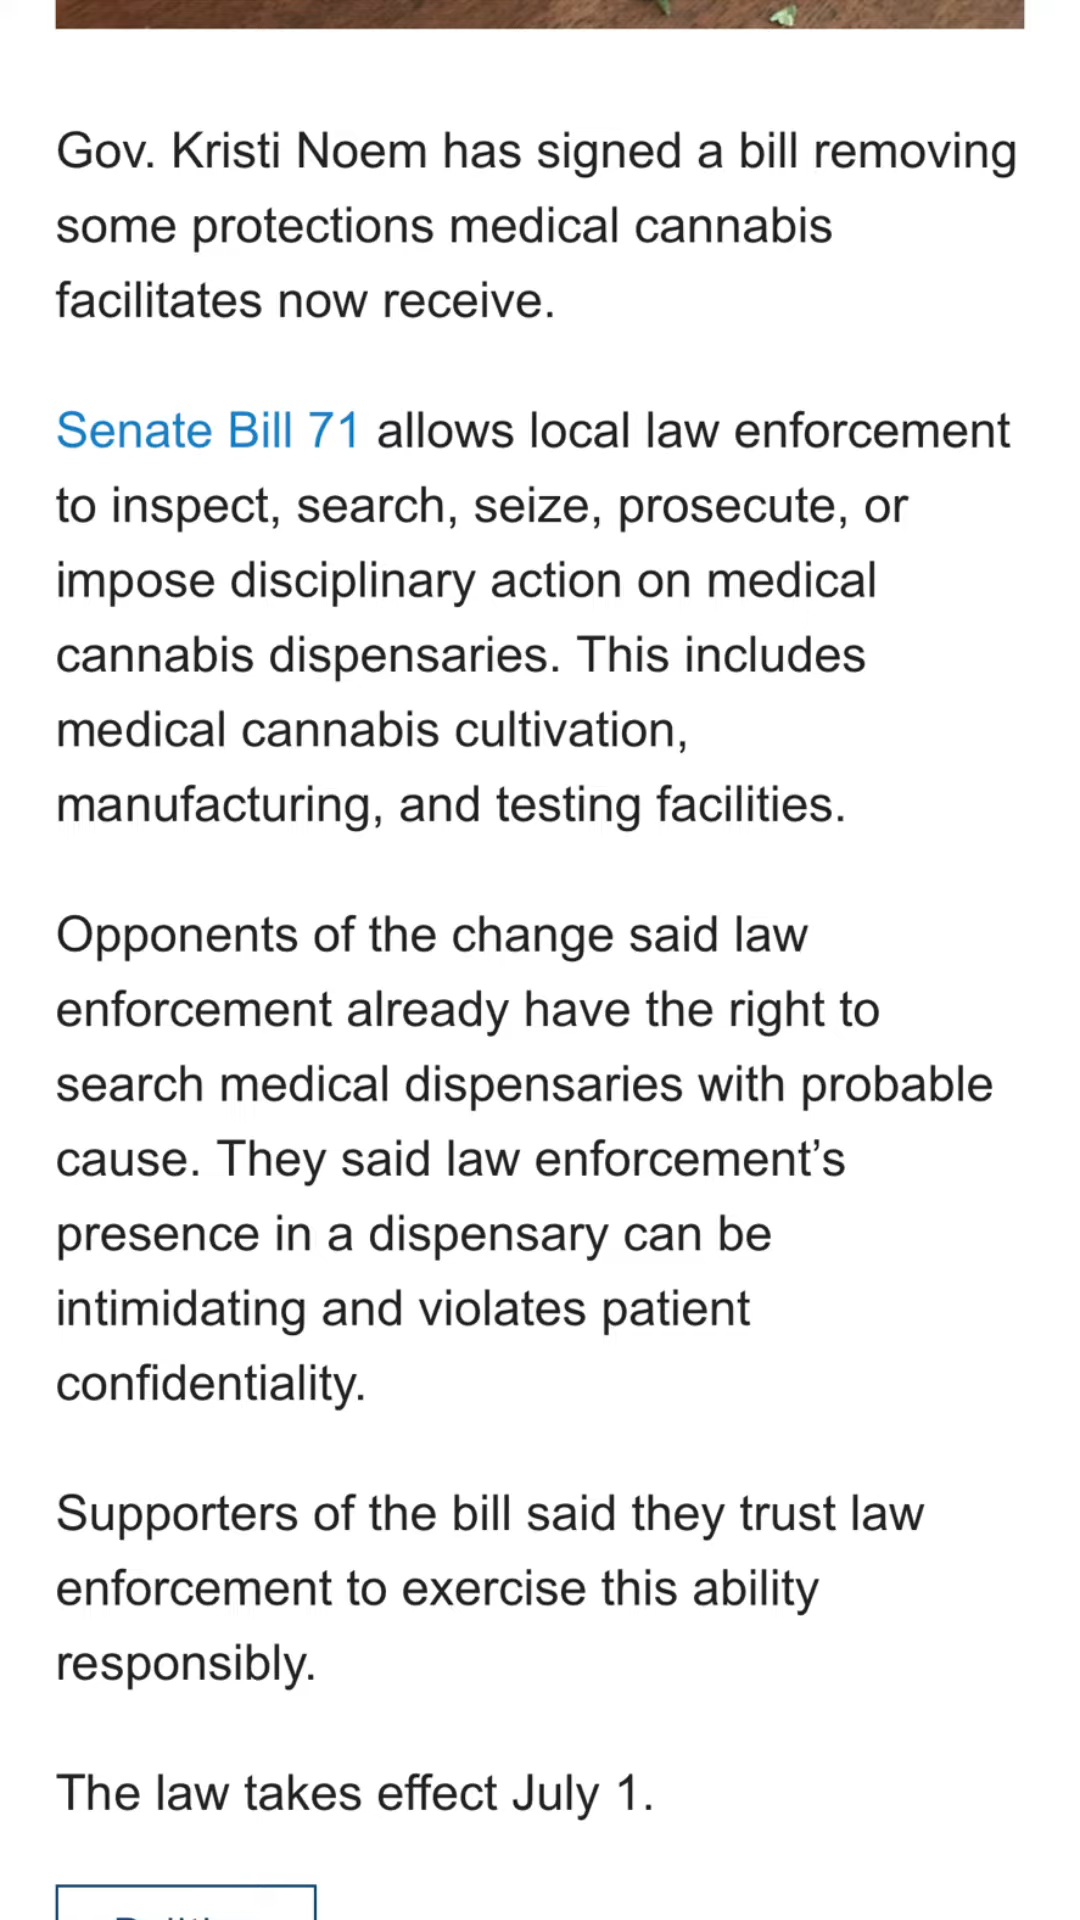 Gov. Kristi Noem has signed a bill removing
some protections medical cannabis
facilitates now receive.
Senate Bill 71 allows local law enforcement
to inspect, search, seize, prosecute, or
impose disciplinary action on medical
cannabis dispensaries. This includes
medical cannabis cultivation,
manufacturing, and testing facilities.
Opponents of the change said law
enforcement already have the right to
search medical dispensaries with probable
cause. They said law enforcement’s
presence in a dispensary can be
intimidating and violates patient
confidentiality.
Supporters of the bill said they trust law
enforcement to exercise this ability
responsibly.
The law takes effect July 1.